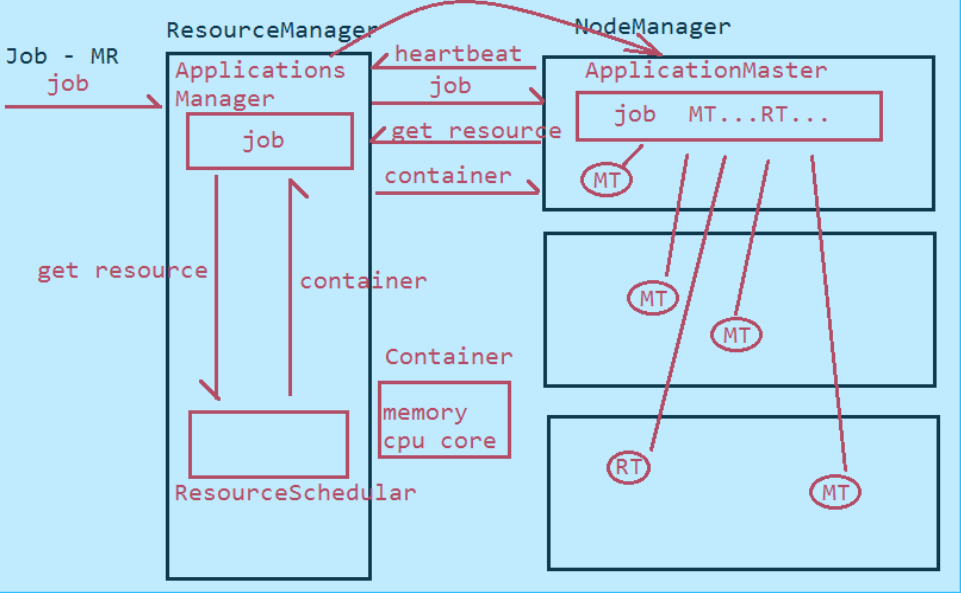 Job - MR
job
ResourceManager
Applications
Manager
job
get resource
container
ResourceSchedular
heartbeat
job
get resource
container
Container
memory
cpu core
NodeManager
ApplicationMaster
job MT...RT...
MT
MT
MT
RT
MT